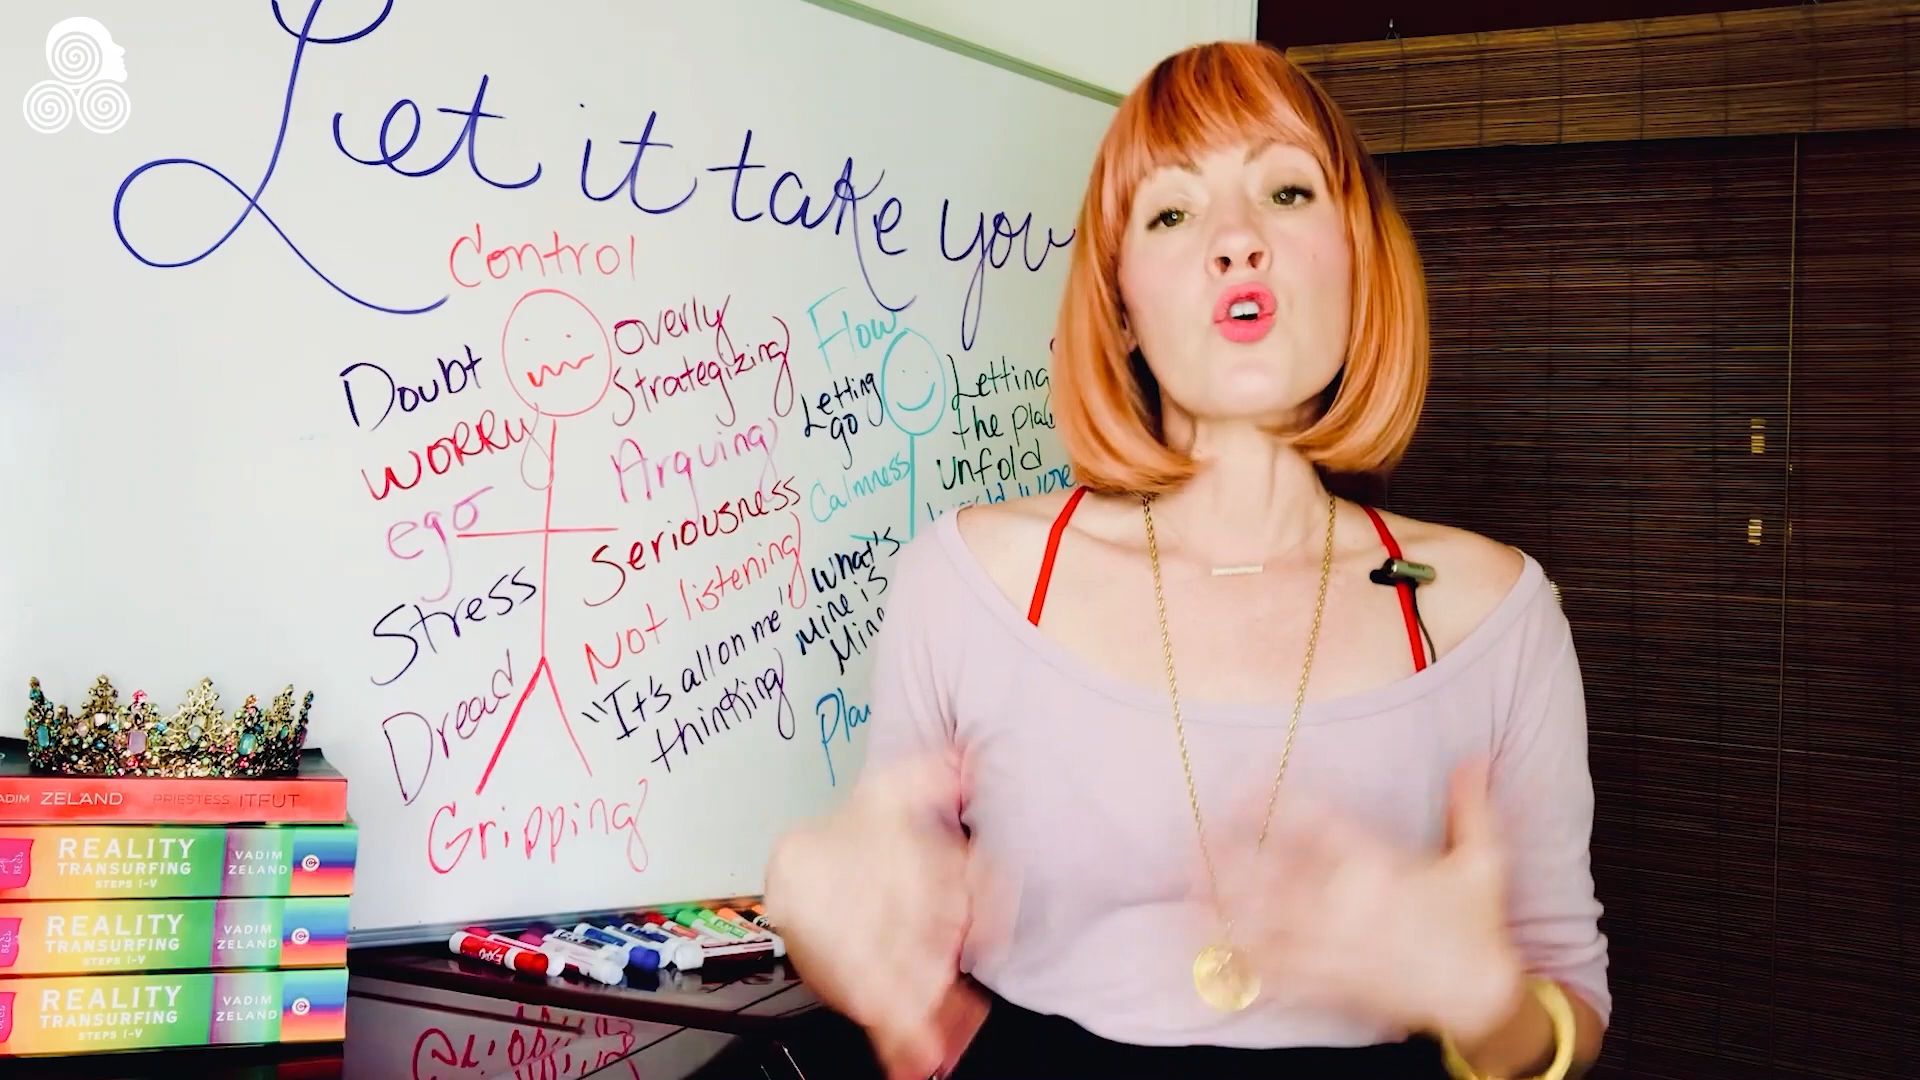 Let it take you
Control
Doubt
WORRY
ego
Stress
Dread
Gripping
overly
Strategizing
Arguing
Seriousness
Not listening
"It's all on me"
thinking
Flow
Letting
go
Calmness
What's
Mine is
Letting
the
unfold
ZELAND PRIESTESS ITFUT
REALITY
TRANSURFING
STEPS I-V
VADIM
ZELAND
REALITY
TRANSURFING
STEPS I-V
VADIM
ZELAND
REALITY
TRANSURFING
STEPS I-V
VADIM
ZELAND
EXPO